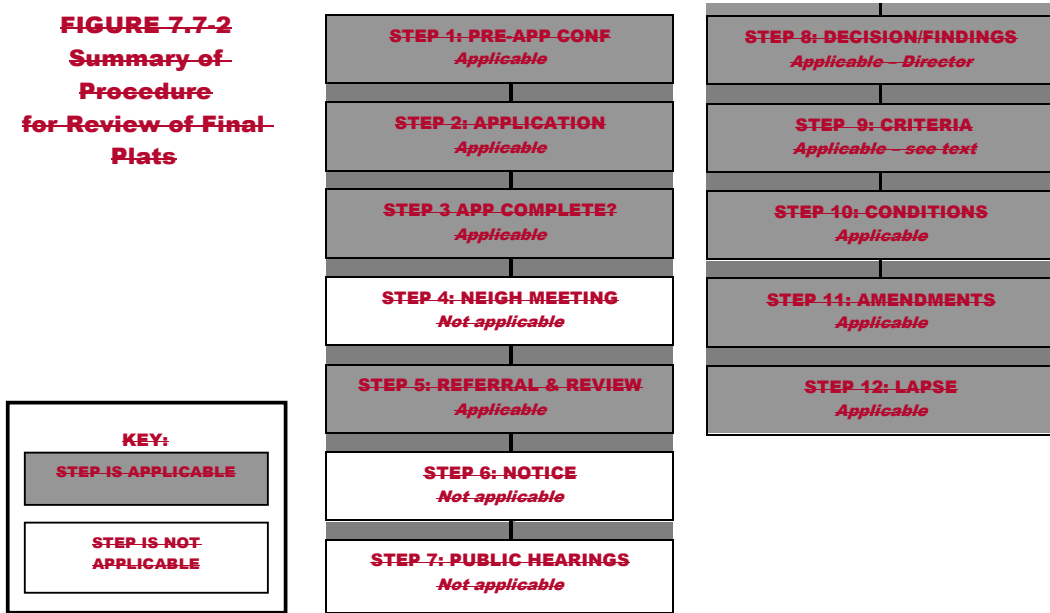 FIGURE 7.7-2
Summary of
Procedure
for Review of Final
Plats
KEY:
STEP IS APPLICABLE
STEP IS NOT
APPLICABLE
STEP 1: PRE-APP CONF
Applicable
STEP 2: APPLICATION
Applicable
STEP 3 APP COMPLETE?
Applicable
STEP 4: NEIGH MEETING
Not applicable
STEP 5: REFERRAL & REVIEW
Applicable
STEP 6: NOTICE
Not applicable
STEP 7: PUBLIC HEARINGS
Not applicable
STEP 8: DECISION/FINDINGS
Applicable – Director
STEP 9: CRITERIA
Applicable – see text
STEP 10: CONDITIONS
Applicable
STEP 11: AMENDMENTS
Applicable
STEP 12: LAPSE
Applicable